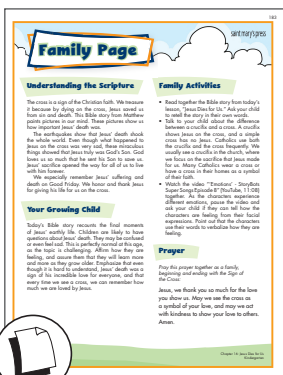 183
saint mary's press
Family Page
Understanding the Scripture
The cross is a sign of the Christian faith. We treasure
it because by dying on the cross, Jesus saved us
from sin and death. This Bible story from Matthew
paints pictures in our mind. These pictures show us
how important Jesus' death was.
The earthquakes show that Jesus' death shook
the whole world. Even though what happened to
Jesus on the cross was very sad, these miraculous
things showed that Jesus truly was God's Son. God
loves us so much that he sent his Son to save us.
Jesus' sacrifice opened the way for all of us to live
with him forever.
We especially remember Jesus' suffering and
death on Good Friday. We honor and thank Jesus
for giving his life for us on the cross.
Your Growing Child
Today's Bible story recounts the final moments
of Jesus' earthly life. Children are likely to have
questions about Jesus' death. They may be confused
or even feel sad. This is perfectly normal at this age,
as the topic is challenging. Affirm how they are
feeling, and assure them that they will learn more
and more as they grow older. Emphasize that even
though it is hard to understand, Jesus' death was a
sign of his incredible love for everyone, and that
every time we see a cross, we can remember how
much we are loved by Jesus.
Family Activities
• Read together the Bible story from today's
lesson, "Jesus Dies for Us." Ask your child
to retell the story in their own words.
• Talk to your child about the difference
between a crucifix and a cross. A crucifix
shows Jesus on the cross, and a simple
cross has no Jesus. Catholics use both
the crucifix and the cross frequently. We
usually see a crucifix in the church, where
we focus on the sacrifice that Jesus made
for us. Many Catholics wear a cross or
have a cross in their homes as a symbol
of their faith.
• Watch the video "'Emotions' - StoryBots
Super Songs Episode 8" (YouTube, 11:08)
together. As the characters experience
different emotions, pause the video and
ask your child if they can tell how the
characters are feeling from their facial
expressions. Point out that the characters
use their words to verbalize how they are
feeling.
Prayer
Pray this prayer together as a family,
beginning and ending with the Sign of
the Cross:
Jesus, we thank you so much for the love
you show us. May we see the cross as
a symbol of your love, and may we act
with kindness to show your love to others.
Amen.
Chapter 16: Jesus Dies for Us
Kindergarten